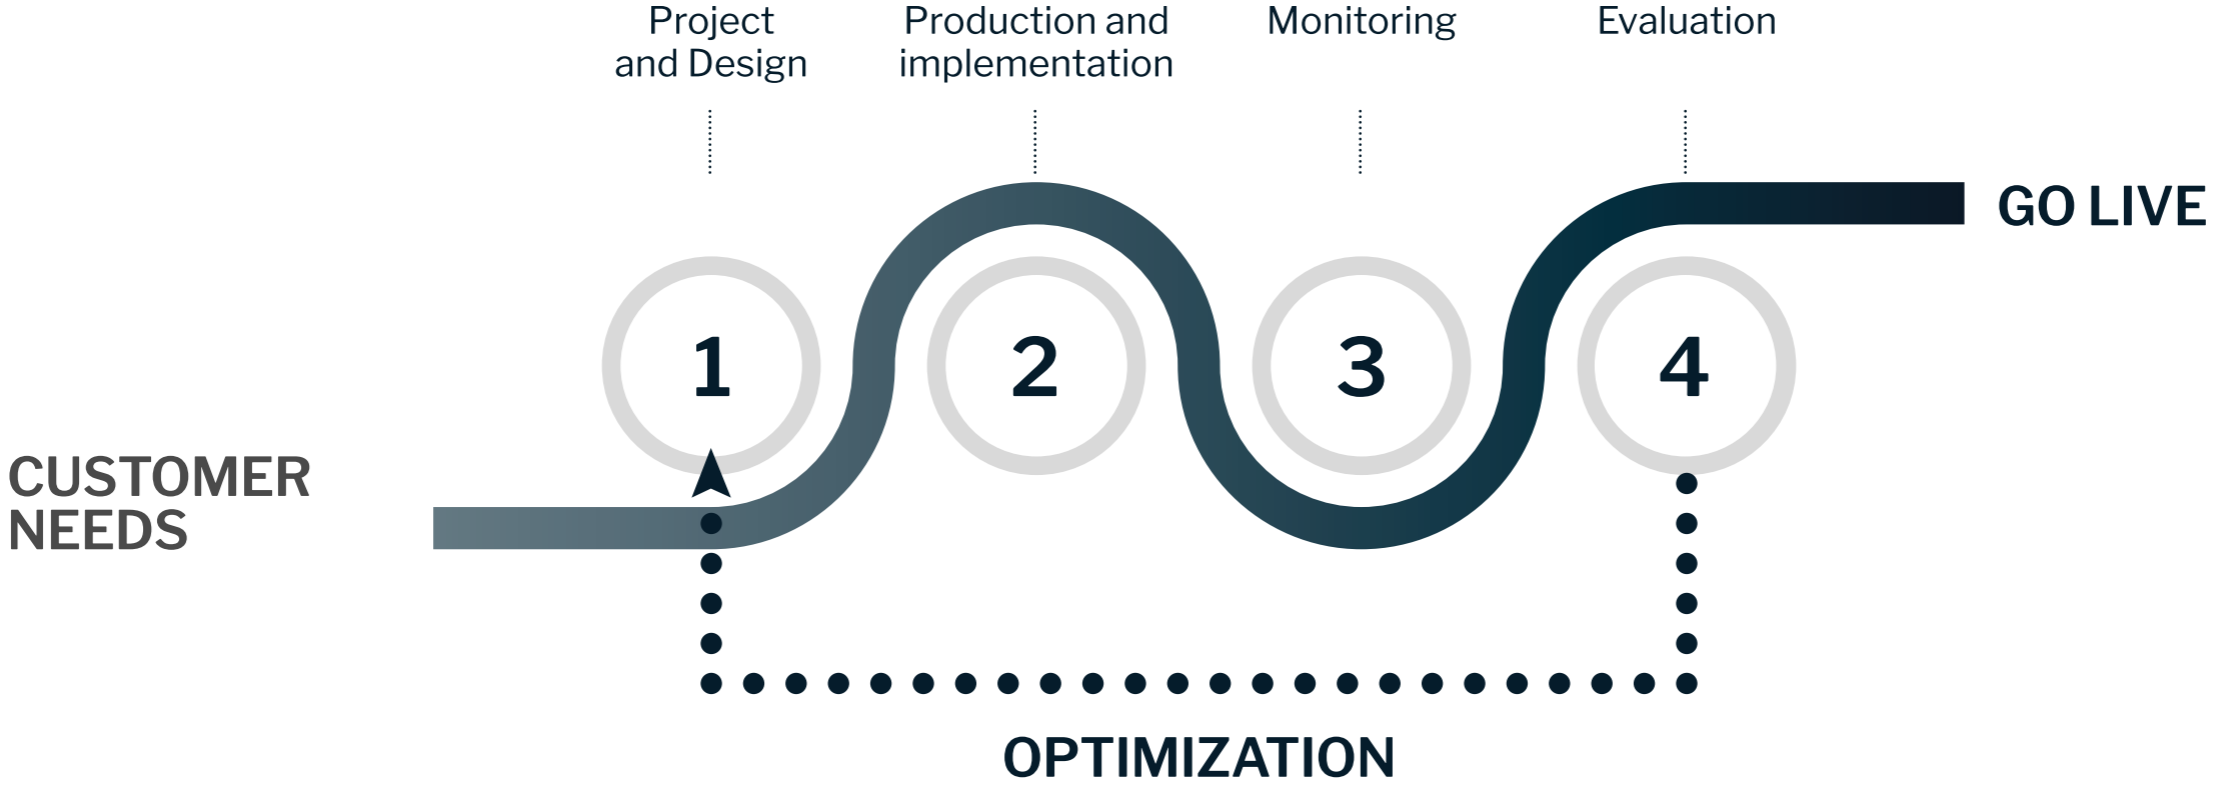 Project
and Design
Production and
implementation
Monitoring
Evaluation
GO LIVE
1
2
3
4
CUSTOMER
NEEDS
OPTIMIZATION